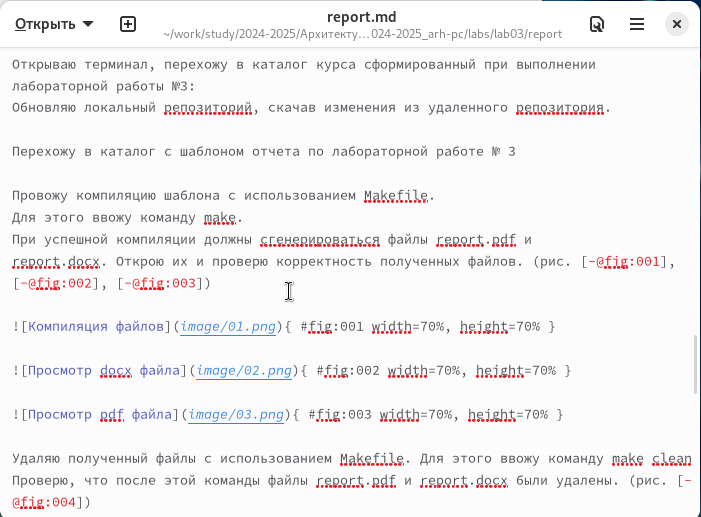 Открыть
report.md
~/work/study/2024-2025/Архитекту…024-2025_arh-pc/labs/lab03/report
Открываю терминал, перехожу в каталог курса сформированный при выполнении
лабораторной работы №3:
Обновляю локальный репозиторий, скачав изменения из удаленного репозитория.
Перехожу в каталог с шаблоном отчета по лабораторной работе № 3
Провожу компиляцию шаблона с использованием Makefile.
Для этого ввожу команду make.
При успешной компиляции должны сгенерироваться файлы report.pdf и
report.docx. Открою их и проверю корректность полученных файлов. (рис. [-@fig:001],
[-@fig:002], [-@fig:003])
![Компиляция файлов](image/01.png){ #fig:001 width=70%, height=70% }
![Просмотр docx файла](image/02.png){ #fig:002 width=70%, height=70% }
![Просмотр pdf файла](image/03.png){ #fig:003 width=70%, height=70% }
Удаляю полученный файлы с использованием Makefile. Для этого ввожу команду make clean
Проверю, что после этой команды файлы report.pdf и report.docx были удалены. (рис. [-
@fig:004])